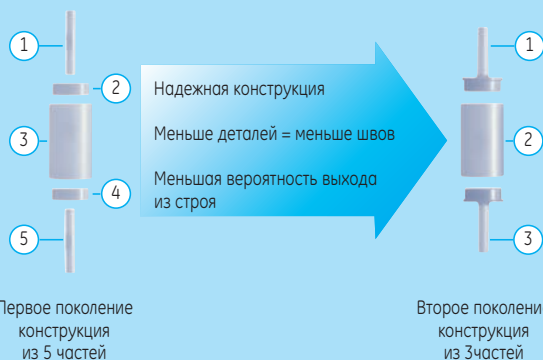 1
2
3
4
5
Надежная конструкция
Меньше деталей = меньше швов
Меньшая вероятность выхода
из строя
1
2
3
Первое поколение
конструкция
из 5 частей
Второе поколени
конструкция
из 3частей